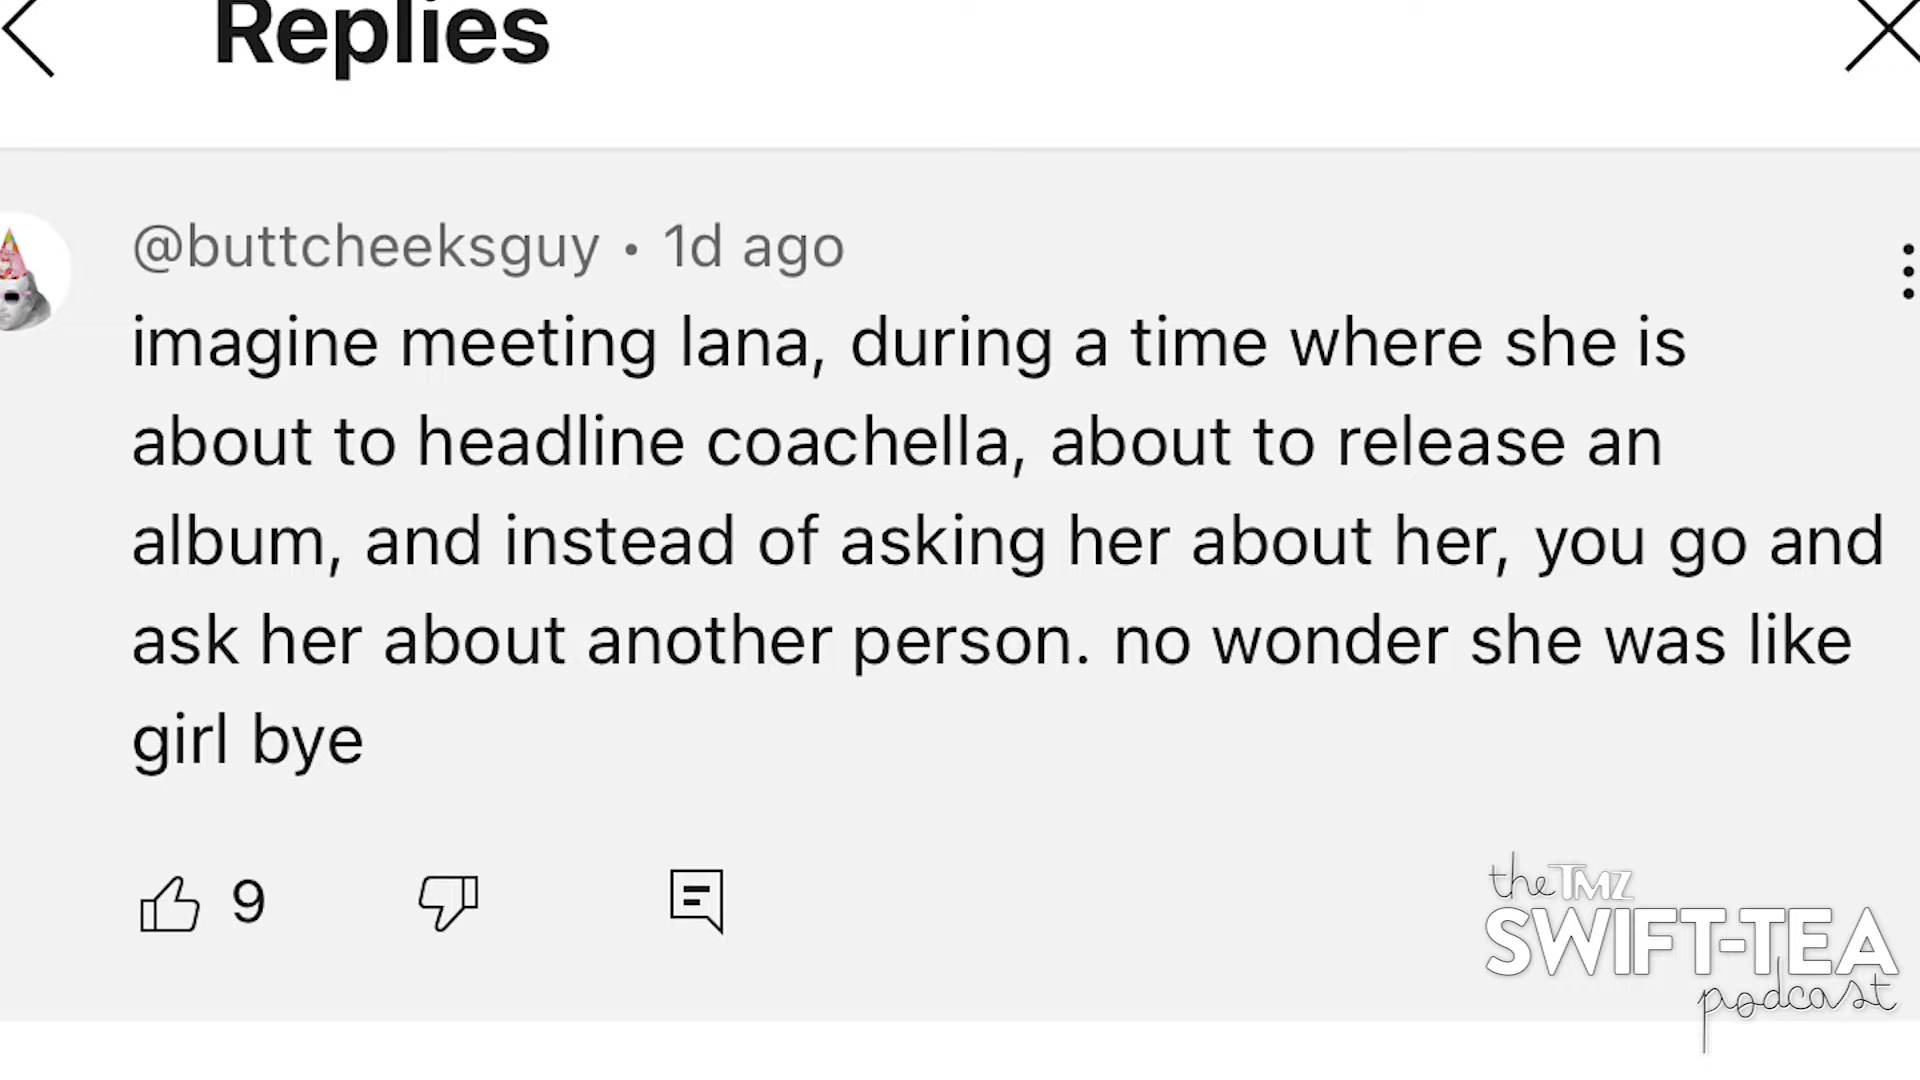 Replies
@buttcheeksguy • 1d ago
imagine meeting lana, during a time where she is
about to headline coachella, about to release an
album, and instead of asking her about her, you go and
ask her about another person. no wonder she was like
girl bye
9
the TMZ
SWIFT-TEA
podcast